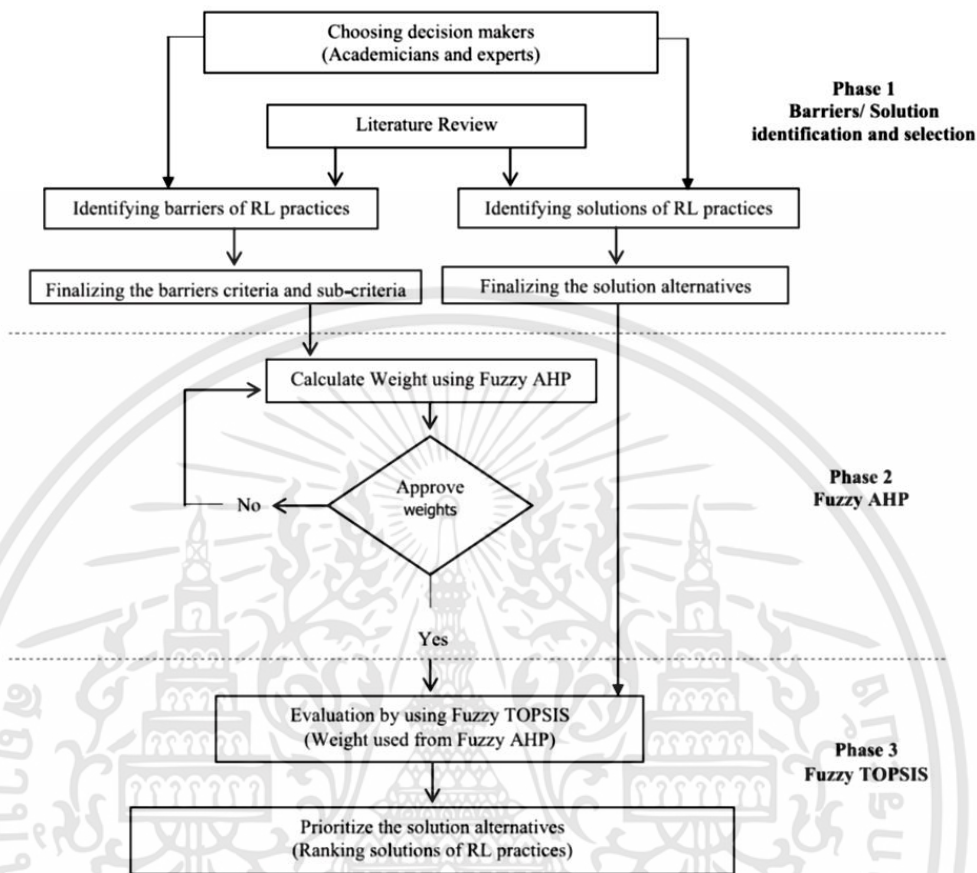 Choosing decision makers
(Academicians and experts)
Phase 1
Barriers/ Solution
identification and selection
Literature Review
Identifying barriers of RL practices
Identifying solutions of RL practices
Finalizing the barriers criteria and sub-criteria
Finalizing the solution alternatives
Calculate Weight using Fuzzy AHP
Approve
weights
No
Phase 2
Fuzzy AHP
Yes
Evaluation by using Fuzzy TOPSIS
(Weight used from Fuzzy AHP)
Phase 3
Fuzzy TOPSIS
Prioritize the solution alternatives
(Ranking solutions of RL practices)